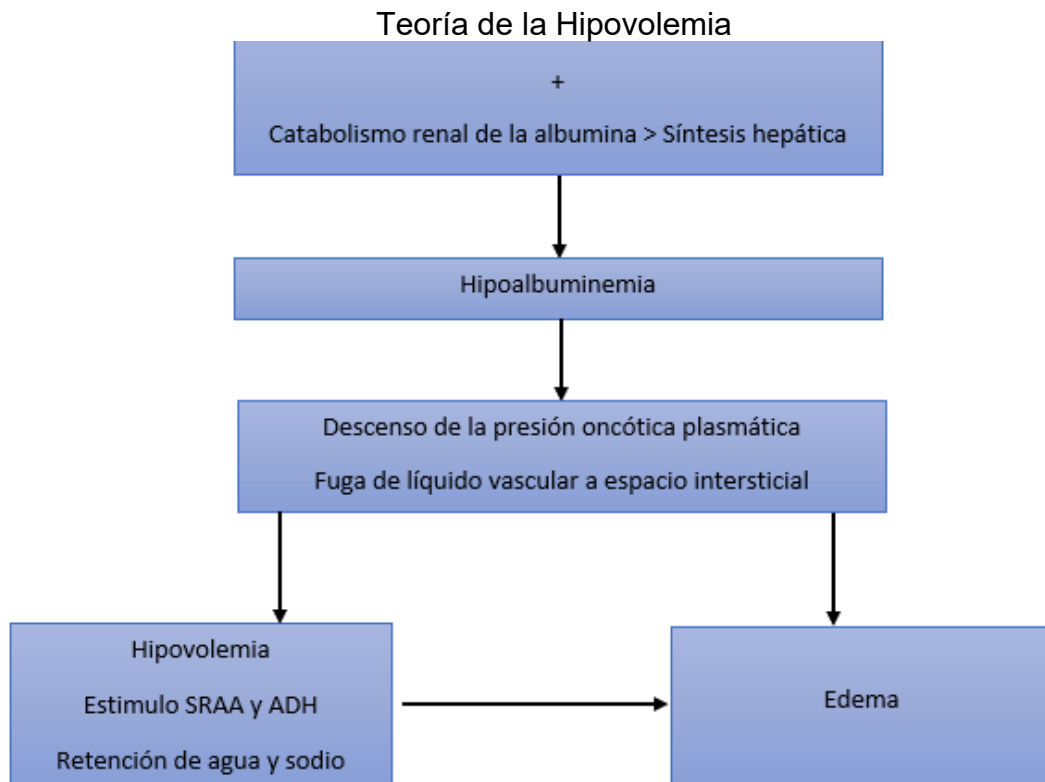 Teoría de la Hipovolemia
+
Catabolismo renal de la albumina > Síntesis hepática
Hipoalbuminemia
Descenso de la presión oncótica plasmática
Fuga de líquido vascular a espacio intersticial
Hipovolemia
Estimulo SRAA y ADH
Retención de agua y sodio
Edema